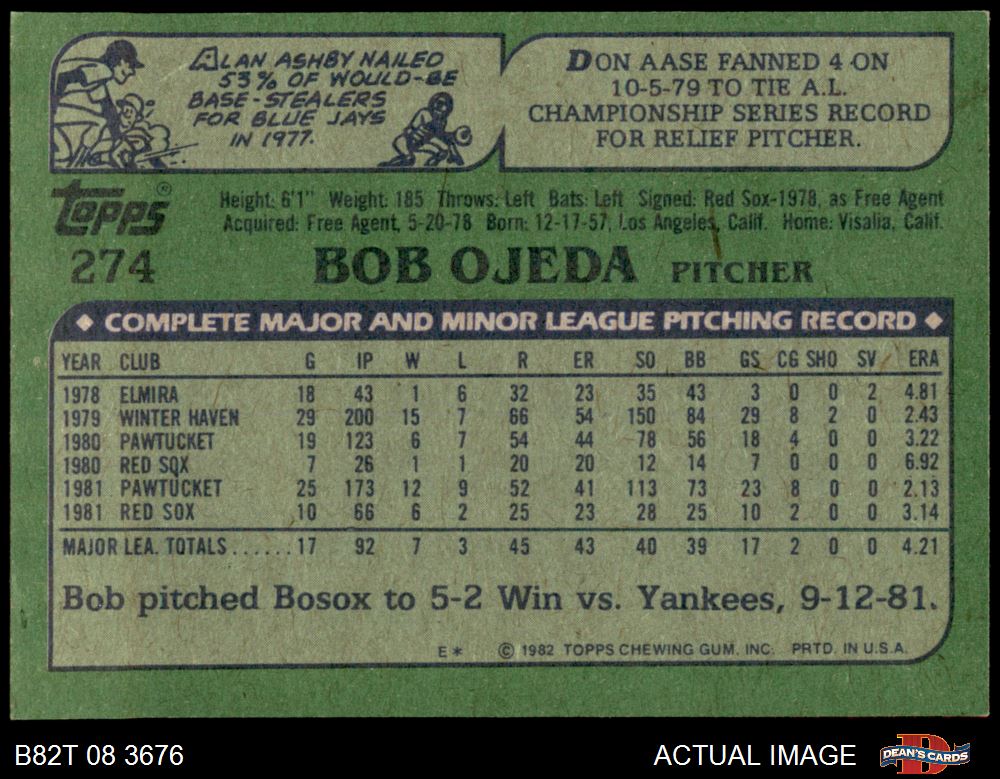 ALAN ASHBY NAILED
53% OF WOULD-BE
BASE-STEALERS
FOR BLUE JAYS
IN 1977.
DON AASE FANNED 4 ON
10-5-79 TO TIE A.L.
CHAMPIONSHIP SERIES RECORD
FOR RELIEF PITCHER.
Topps®
Height: 6'1" Weight: 185 Throws: Left Bats: Left Signed: Red Sox-1978, as Free Agent
Acquired: Free Agent, 5-20-78 Born: 12-17-57, Los Angeles, Calif. Home: Visalia, Calif.
274 BOB OJEDA PITCHER
◆ COMPLETE MAJOR AND MINOR LEAGUE PITCHING RECORD ◆
YEAR CLUB G IP W L R ER SO BB GS CG SHO SV ERA
1978 ELMIRA 18 43 1 6 32 23 35 43 3 0 0 2 4.81
1979 WINTER HAVEN 29 200 15 7 66 54 150 84 29 8 2 0 2.43
1980 PAWTUCKET 19 123 6 7 54 44 78 56 18 4 0 0 3.22
1980 RED SOX 7 26 1 1 20 20 12 14 7 0 0 0 6.92
1981 PAWTUCKET 25 173 12 9 52 41 113 73 23 8 0 0 2.13
1981 RED SOX 10 66 6 2 25 23 28 25 10 2 0 0 3.14
MAJOR LEA. TOTALS......17 92 7 3 45 43 40 39 17 2 0 0 4.21
Bob pitched Bosox to 5-2 Win vs. Yankees, 9-12-81.
E* © 1982 TOPPS CHEWING GUM, INC. PRTD. IN U.S.A.
B82T 08 3676 ACTUAL IMAGE DEAN'S CARDS